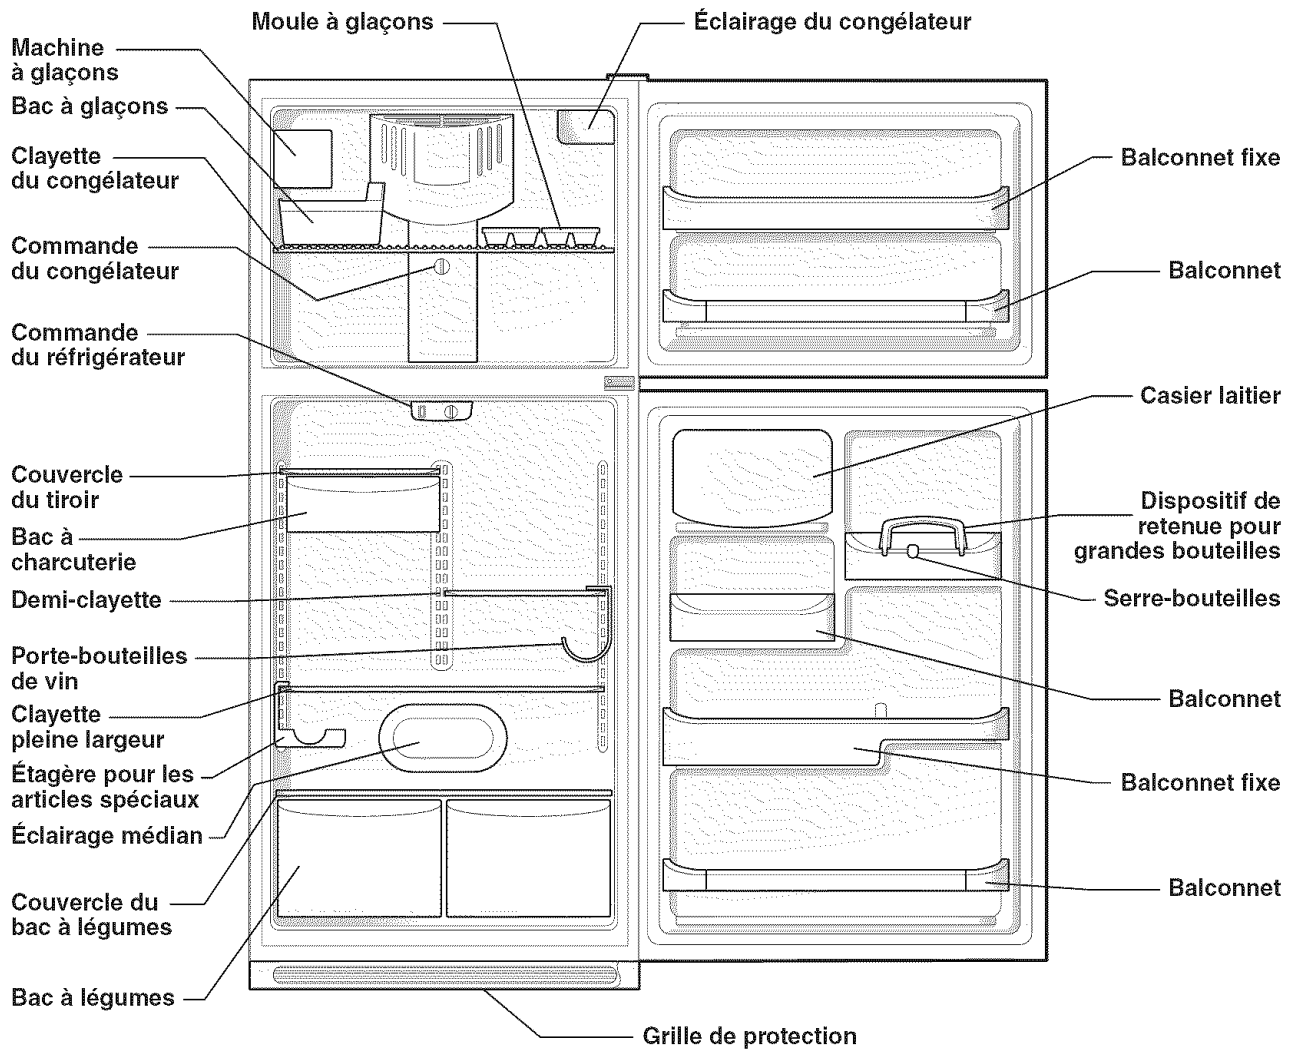 Moule à glaçons
Éclairage du congélateur
Machine
à glaçons
Bac à glaçons
Clayette
du congélateur
Commande
du congélateur
Commande
du réfrigérateur
Couvercle
du tiroir
Bac à
charcuterie
Demi-clayette
Porte-bouteilles
de vin
Clayette
pleine largeur
Étagère pour les
articles spéciaux
Éclairage médian
Couvercle du
bac à légumes
Bac à légumes
Balconnet fixe
Balconnet
Casier laitier
Dispositif de
retenue pour
grandes bouteilles
Serre-bouteilles
Balconnet
Balconnet fixe
Balconnet
Grille de protection